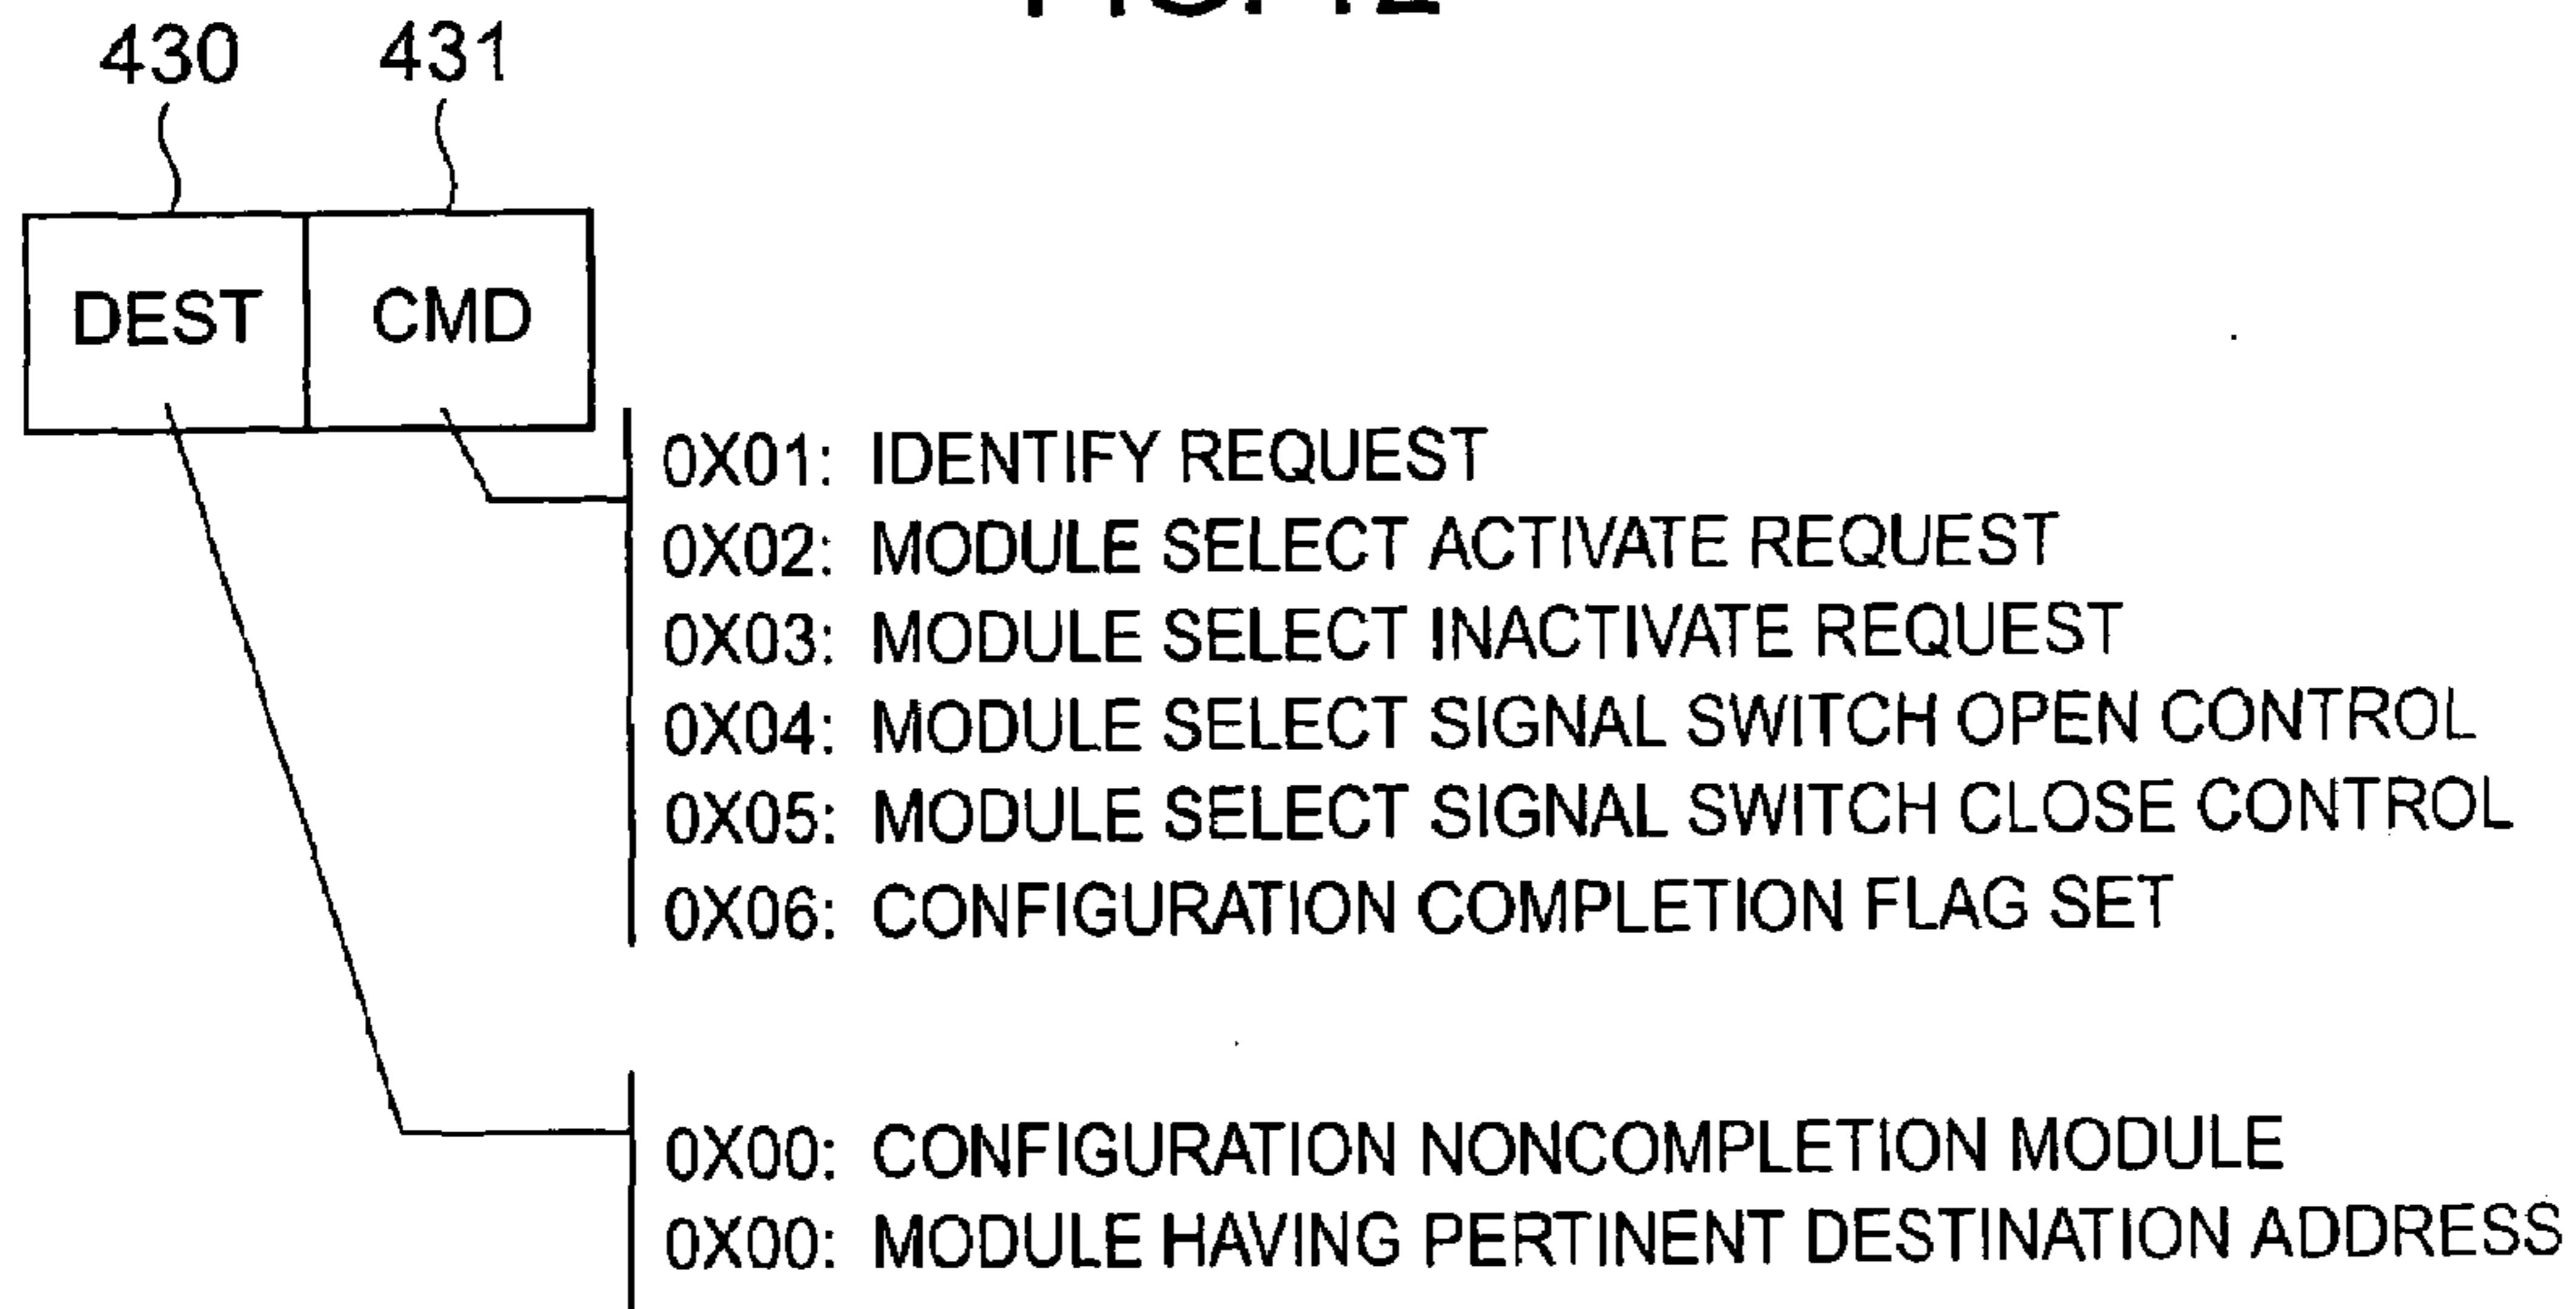 430 431
DEST CMD
0X01: IDENTIFY REQUEST
0X02: MODULE SELECT ACTIVATE REQUEST
0X03: MODULE SELECT INACTIVATE REQUEST
0X04: MODULE SELECT SIGNAL SWITCH OPEN CONTROL
0X05: MODULE SELECT SIGNAL SWITCH CLOSE CONTROL
0X06: CONFIGURATION COMPLETION FLAG SET
0X00: CONFIGURATION NONCOMPLETION MODULE
0X00: MODULE HAVING PERTINENT DESTINATION ADDRESS